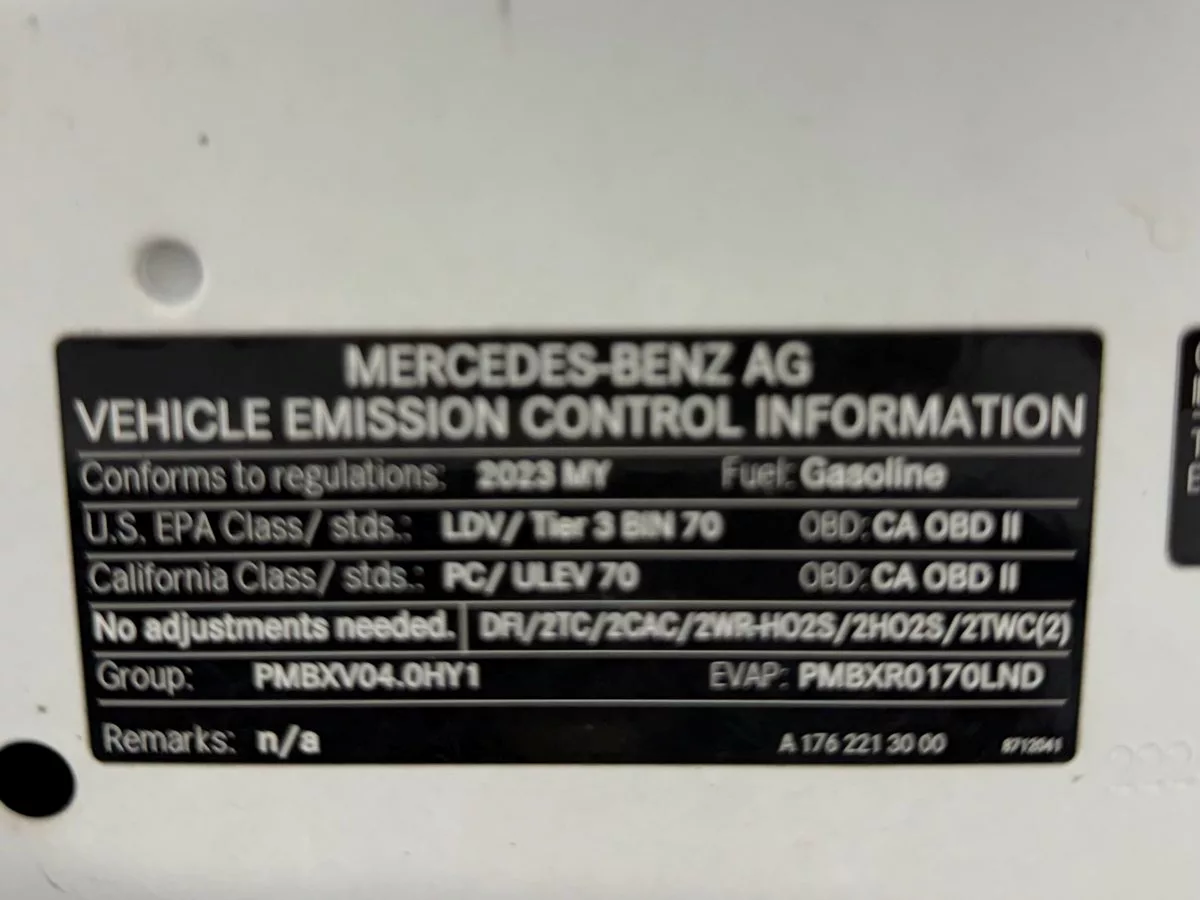 MERCEDES-BENZ AG
VEHICLE EMISSION CONTROL INFORMATION
Conforms to regulations: 2023 MY Fuel: Gasoline
U.S. EPA Class/ stds.: LDV/ Tier 3 BIN 70 OBD: CA OBD II
California Class/ stds.: PC/ ULEV 70 OBD: CA OBD II
No adjustments needed. DFI/2TC/2CAC/2WR-HO2S/2HO2S/2TWC(2)
Group: PMBXV04.0HY1 EVAP: PMBXR0170LND
Remarks: n/a A 176 221 30 00 8712041